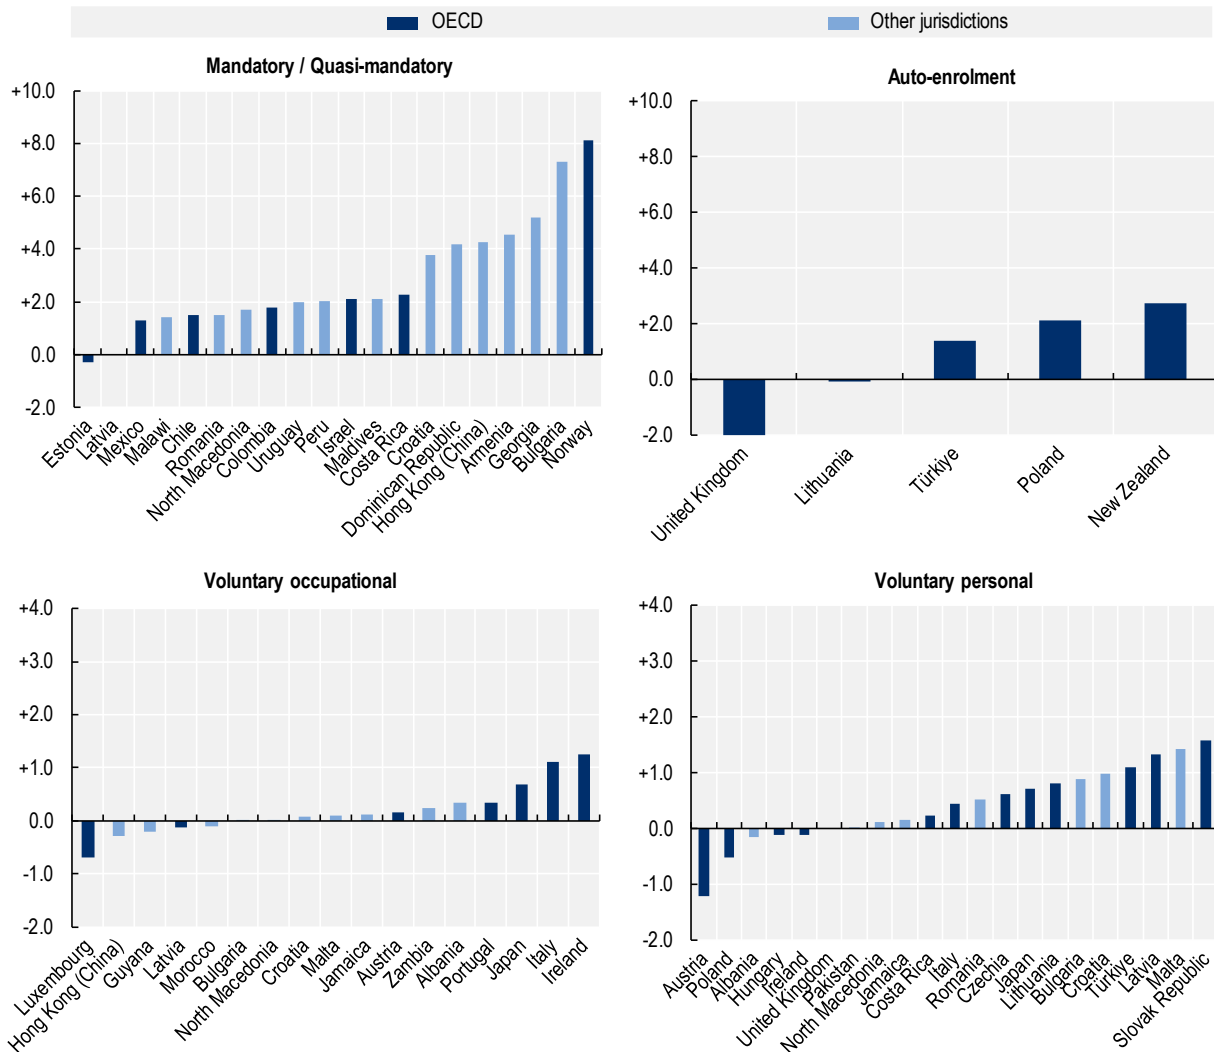 OECD
Other jurisdictions
Mandatory / Quasi-mandatory
+10.0
+8.0
+6.0
+4.0
+2.0
0.0
-2.0
Estonia
Latvia
Mexico
Malawi
Chile
Romania
North Macedonia
Colombia
Uruguay
Peru
Israel
Maldives
Costa Rica
Croatia
Dominican Republic
Hong Kong (China)
Armenia
Georgia
Bulgaria
Norway
Auto-enrolment
+10.0
+8.0
+6.0
+4.0
+2.0
0.0
-2.0
United Kingdom
Lithuania
Türkiye
Poland
New Zealand
Voluntary occupational
+4.0
+3.0
+2.0
+1.0
0.0
-1.0
-2.0
Luxembourg
Hong Kong (China)
Guyana
Latvia
Morocco
Bulgaria
North Macedonia
Croatia
Malta
Jamaica
Austria
Zambia
Albania
Portugal
Japan
Italy
Ireland
Voluntary personal
+4.0
+3.0
+2.0
+1.0
0.0
-1.0
-2.0
Austria
Poland
Albania
Hungary
Ireland
United Kingdom
Pakistan
North Macedonia
Jamaica
Costa Rica
Italy
Romania
Czechia
Japan
Lithuania
Bulgaria
Croatia
Türkiye
Latvia
Malta
Slovak Republic